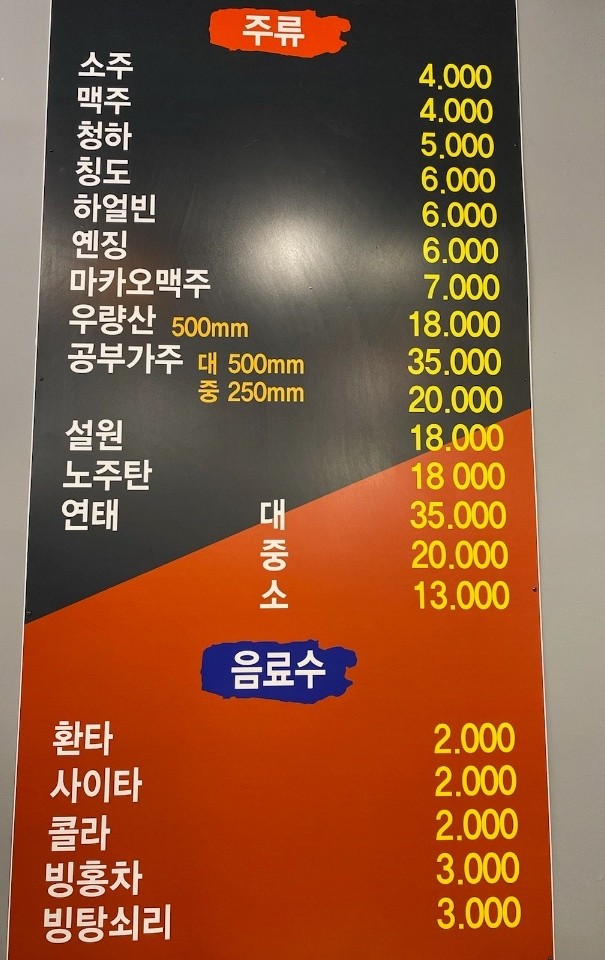 주류
소주 4.000
맥주 4.000
청하 5.000
칭도 6.000
하얼빈 6.000
옌징 6.000
마카오맥주 7.000
우량산 500mm 18.000
공부가주 대 500mm 35.000
중 250mm 20.000
설원 18.000
노주탄 18 000
연태 대 35.000
중 20.000
소 13.000
음료수
환타 2.000
사이타 2.000
콜라 2.000
빙홍차 3.000
빙탕쇠리 3.000